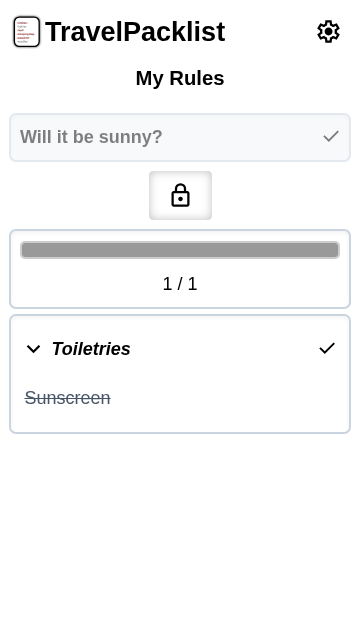 TravelPacklist
My Rules
Will it be sunny?
1 / 1
Toiletries
Sunscreen